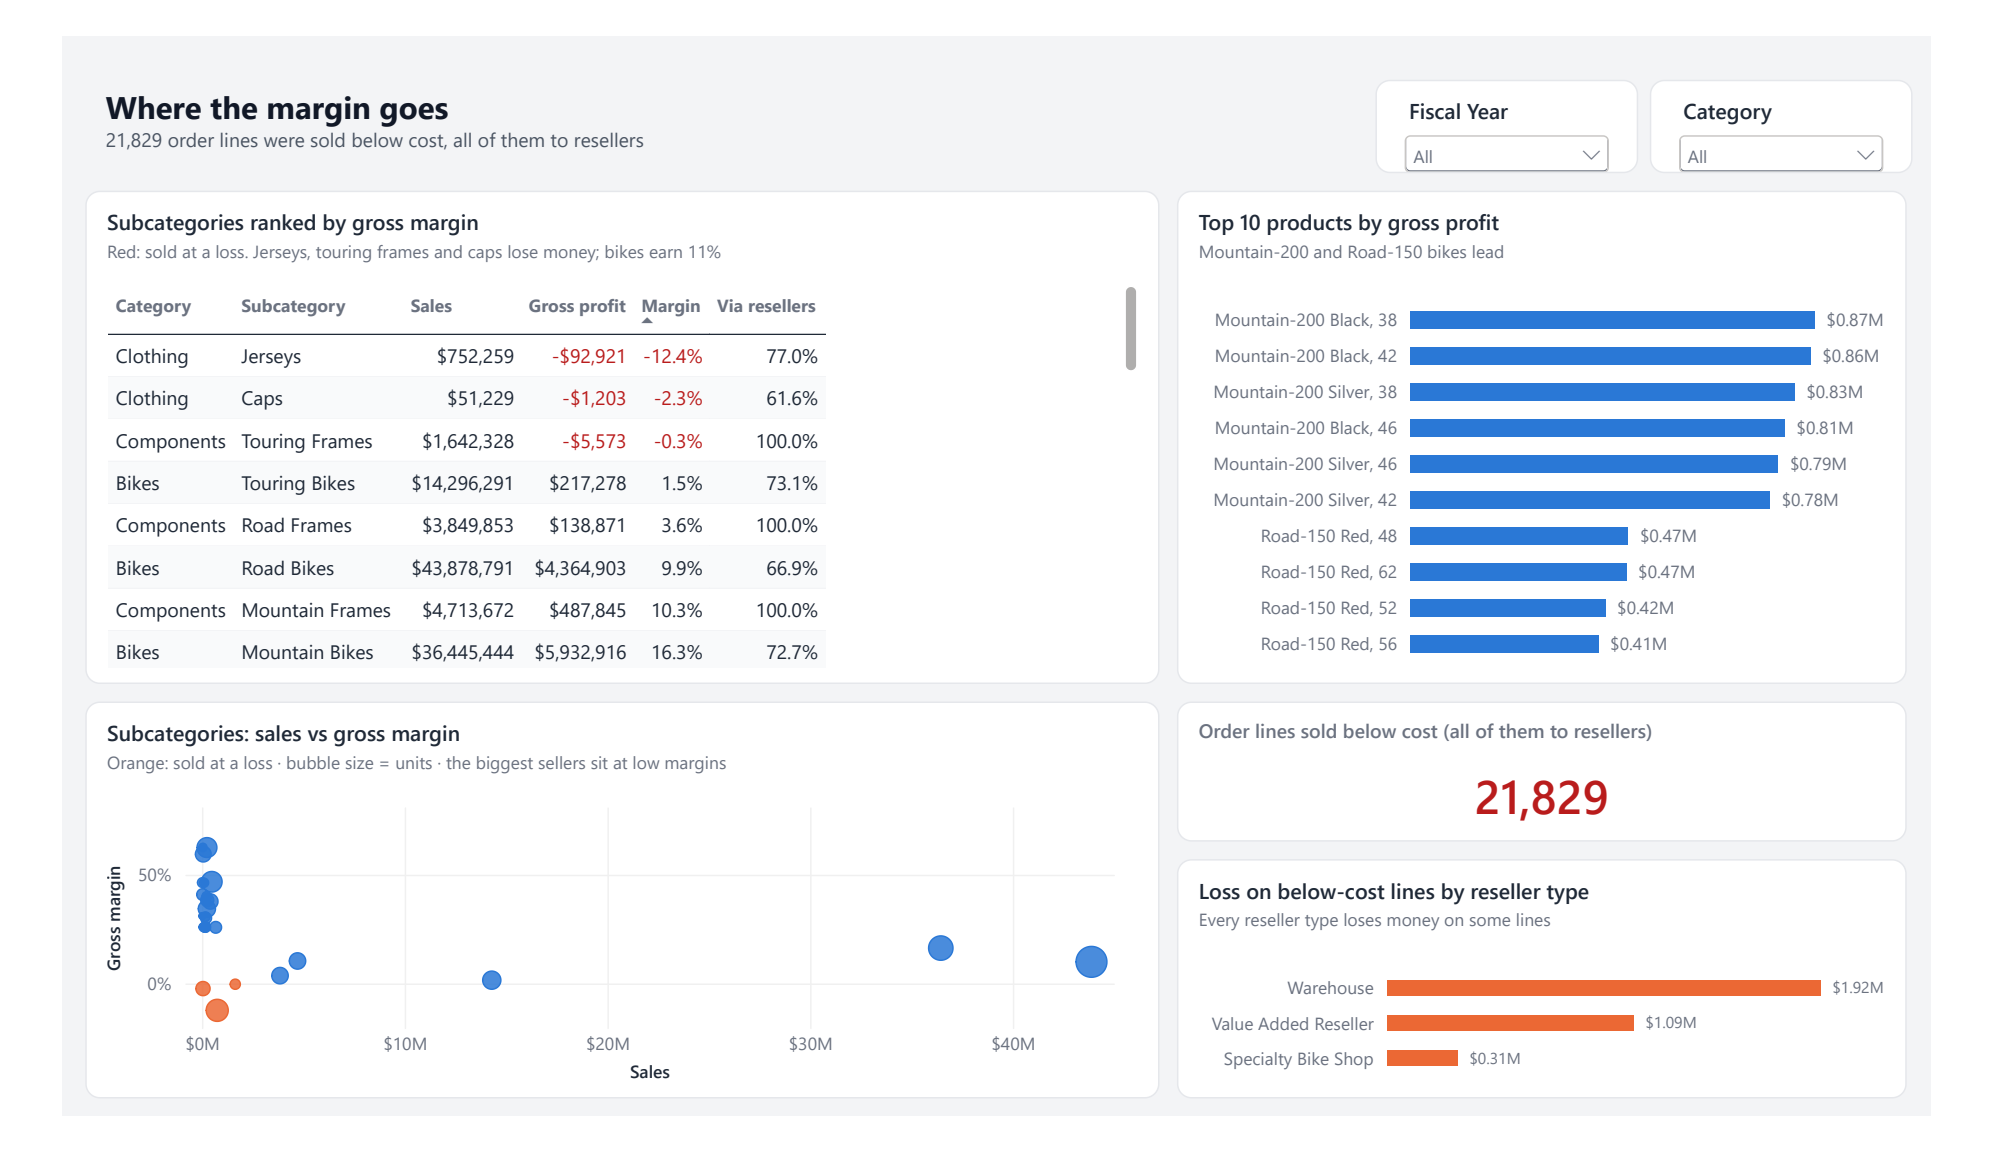 Where the margin goes
21,829 order lines were sold below cost, all of them to resellers
Fiscal Year
All
Category
All
Subcategories ranked by gross margin
Red: sold at a loss. Jerseys, touring frames and caps lose money; bikes earn 11%
Category Subcategory Sales Gross profit Margin Via resellers
Clothing Jerseys $752,259 -$92,921 -12.4% 77.0%
Clothing Caps $51,229 -$1,203 -2.3% 61.6%
Components Touring Frames $1,642,328 -$5,573 -0.3% 100.0%
Bikes Touring Bikes $14,296,291 $217,278 1.5% 73.1%
Components Road Frames $3,849,853 $138,871 3.6% 100.0%
Bikes Road Bikes $43,878,791 $4,364,903 9.9% 66.9%
Components Mountain Frames $4,713,672 $487,845 10.3% 100.0%
Bikes Mountain Bikes $36,445,444 $5,932,916 16.3% 72.7%
Top 10 products by gross profit
Mountain-200 and Road-150 bikes lead
Mountain-200 Black, 38 $0.87M
Mountain-200 Black, 42 $0.86M
Mountain-200 Silver, 38 $0.83M
Mountain-200 Black, 46 $0.81M
Mountain-200 Silver, 46 $0.79M
Mountain-200 Silver, 42 $0.78M
Road-150 Red, 48 $0.47M
Road-150 Red, 62 $0.47M
Road-150 Red, 52 $0.42M
Road-150 Red, 56 $0.41M
Subcategories: sales vs gross margin
Orange: sold at a loss · bubble size = units · the biggest sellers sit at low margins
Gross margin
50%
0%
$0M $10M $20M $30M $40M
Sales
Order lines sold below cost (all of them to resellers)
21,829
Loss on below-cost lines by reseller type
Every reseller type loses money on some lines
Warehouse $1.92M
Value Added Reseller $1.09M
Specialty Bike Shop $0.31M